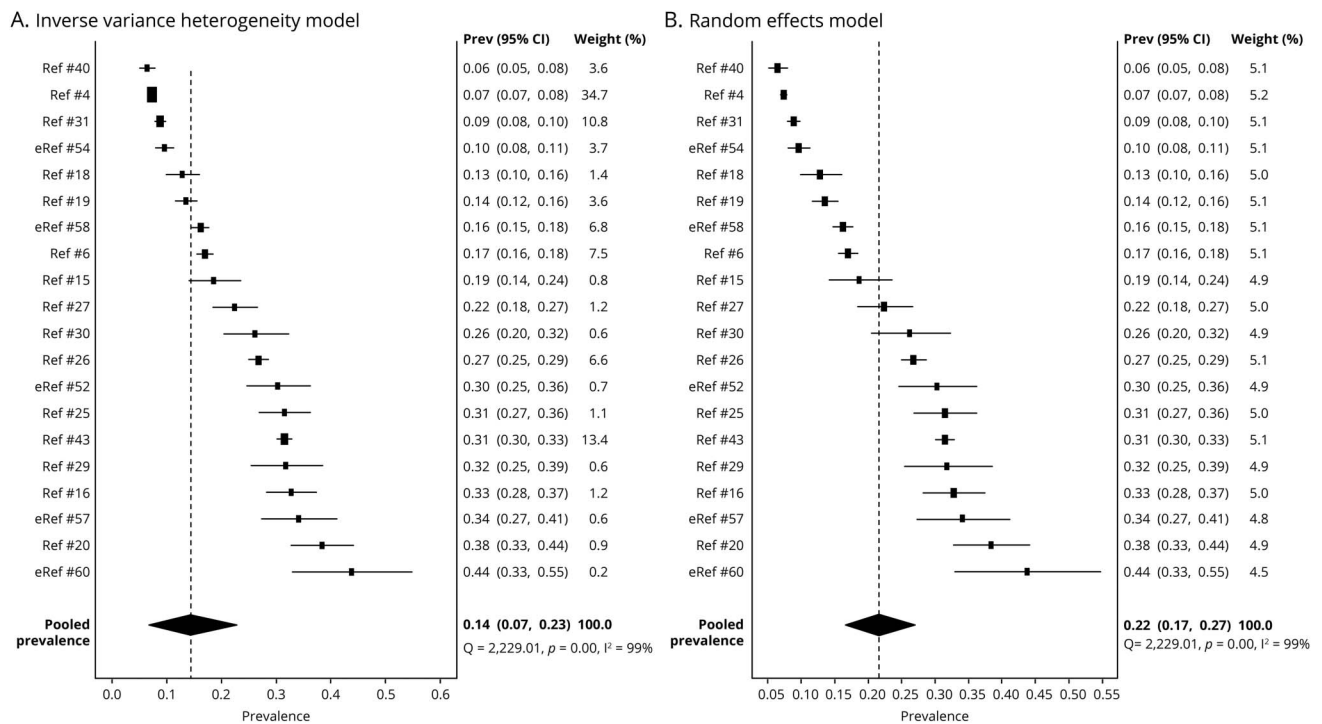 A. Inverse variance heterogeneity model
Prev (95% CI) Weight (%)
Ref #40 0.06 (0.05, 0.08) 3.6
Ref #4 0.07 (0.07, 0.08) 34.7
Ref #31 0.09 (0.08, 0.10) 10.8
eRef #54 0.10 (0.08, 0.11) 3.7
Ref #18 0.13 (0.10, 0.16) 1.4
Ref #19 0.14 (0.12, 0.16) 3.6
eRef #58 0.16 (0.15, 0.18) 6.8
Ref #6 0.17 (0.16, 0.18) 7.5
Ref #15 0.19 (0.14, 0.24) 0.8
Ref #27 0.22 (0.18, 0.27) 1.2
Ref #30 0.26 (0.20, 0.32) 0.6
Ref #26 0.27 (0.25, 0.29) 6.6
eRef #52 0.30 (0.25, 0.36) 0.7
Ref #25 0.31 (0.27, 0.36) 1.1
Ref #43 0.31 (0.30, 0.33) 13.4
Ref #29 0.32 (0.25, 0.39) 0.6
Ref #16 0.33 (0.28, 0.37) 1.2
eRef #57 0.34 (0.27, 0.41) 0.6
Ref #20 0.38 (0.33, 0.44) 0.9
eRef #60 0.44 (0.33, 0.55) 0.2
Pooled 0.14 (0.07, 0.23) 100.0
prevalence
Q = 2,229.01, p = 0.00, I² = 99%
0.0 0.1 0.2 0.3 0.4 0.5 0.6
Prevalence
B. Random effects model
Prev (95% CI) Weight (%)
Ref #40 0.06 (0.05, 0.08) 5.1
Ref #4 0.07 (0.07, 0.08) 5.2
Ref #31 0.09 (0.08, 0.10) 5.1
eRef #54 0.10 (0.08, 0.11) 5.1
Ref #18 0.13 (0.10, 0.16) 5.0
Ref #19 0.14 (0.12, 0.16) 5.1
eRef #58 0.16 (0.15, 0.18) 5.1
Ref #6 0.17 (0.16, 0.18) 5.1
Ref #15 0.19 (0.14, 0.24) 4.9
Ref #27 0.22 (0.18, 0.27) 5.0
Ref #30 0.26 (0.20, 0.32) 4.9
Ref #26 0.27 (0.25, 0.29) 5.1
eRef #52 0.30 (0.25, 0.36) 4.9
Ref #25 0.31 (0.27, 0.36) 5.0
Ref #43 0.31 (0.30, 0.33) 5.1
Ref #29 0.32 (0.25, 0.39) 4.9
Ref #16 0.33 (0.28, 0.37) 5.0
eRef #57 0.34 (0.27, 0.41) 4.8
Ref #20 0.38 (0.33, 0.44) 4.9
eRef #60 0.44 (0.33, 0.55) 4.5
Pooled 0.22 (0.17, 0.27) 100.0
prevalence
Q= 2,229.01, p = 0.00, I² = 99%
0.05 0.10 0.20 0.25 0.30 0.35 0.40 0.45 0.50 0.55
Prevalence